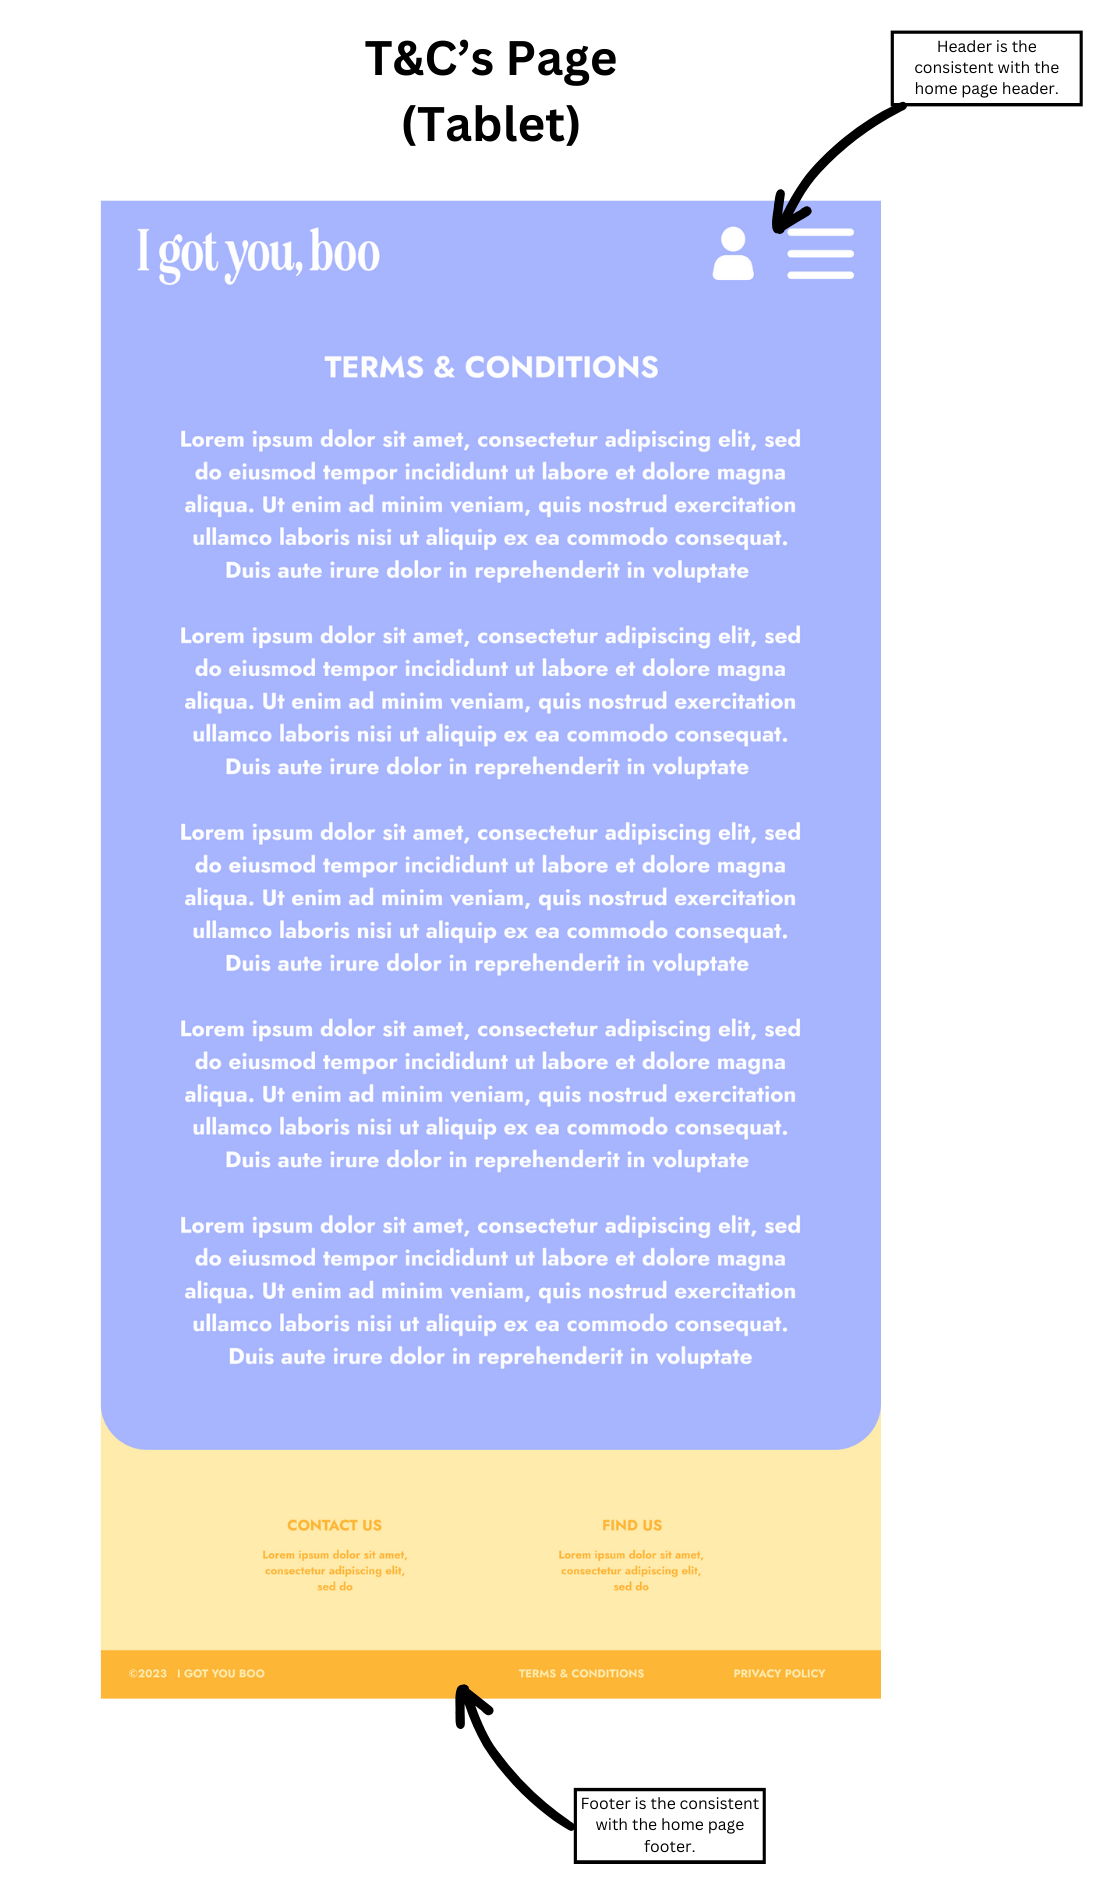 T&C's Page
(Tablet)
Header is the
consistent with the
home page header.
I got you, boo
TERMS & CONDITIONS
Lorem ipsum dolor sit amet, consectetur adipiscing elit, sed
do eiusmod tempor incididunt ut labore et dolore magna
aliqua. Ut enim ad minim veniam, quis nostrud exercitation
ullamco laboris nisi ut aliquip ex ea commodo consequat.
Duis aute irure dolor in reprehenderit in voluptate
Lorem ipsum dolor sit amet, consectetur adipiscing elit, sed
do eiusmod tempor incididunt ut labore et dolore magna
aliqua. Ut enim ad minim veniam, quis nostrud exercitation
ullamco laboris nisi ut aliquip ex ea commodo consequat.
Duis aute irure dolor in reprehenderit in voluptate
Lorem ipsum dolor sit amet, consectetur adipiscing elit, sed
do eiusmod tempor incididunt ut labore et dolore magna
aliqua. Ut enim ad minim veniam, quis nostrud exercitation
ullamco laboris nisi ut aliquip ex ea commodo consequat.
Duis aute irure dolor in reprehenderit in voluptate
Lorem ipsum dolor sit amet, consectetur adipiscing elit, sed
do eiusmod tempor incididunt ut labore et dolore magna
aliqua. Ut enim ad minim veniam, quis nostrud exercitation
ullamco laboris nisi ut aliquip ex ea commodo consequat.
Duis aute irure dolor in reprehenderit in voluptate
Lorem ipsum dolor sit amet, consectetur adipiscing elit, sed
do eiusmod tempor incididunt ut labore et dolore magna
aliqua. Ut enim ad minim veniam, quis nostrud exercitation
ullamco laboris nisi ut aliquip ex ea commodo consequat.
Duis aute irure dolor in reprehenderit in voluptate
CONTACT US
Lorem ipsum dolor sit amet,
consectetur adipiscing elit,
sed do
FIND US
Lorem ipsum dolor sit amet,
consectetur adipiscing elit,
sed do
©2023 I GOT YOU BOO
TERMS & CONDITIONS
PRIVACY POLICY
Footer is the consistent
with the home page
footer.